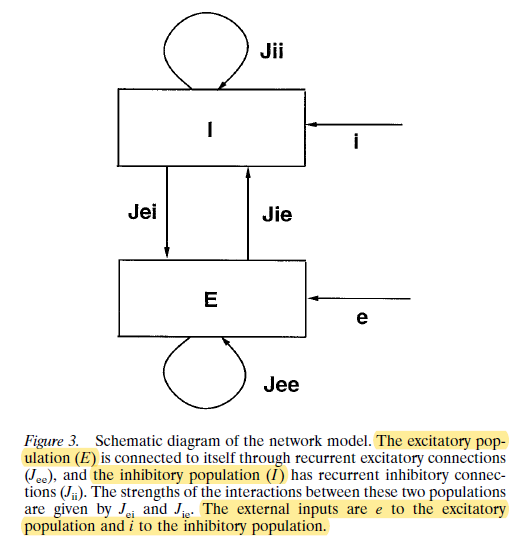 Jii
I
i
Jei
Jie
E
e
Jee
Figure 3. Schematic diagram of the network model. The excitatory pop-
ulation (E) is connected to itself through recurrent excitatory connections
(Jee), and the inhibitory population (I) has recurrent inhibitory connec-
tions (Jii). The strengths of the interactions between these two populations
are given by Jei and Jie. The external inputs are e to the excitatory
population and i to the inhibitory population.